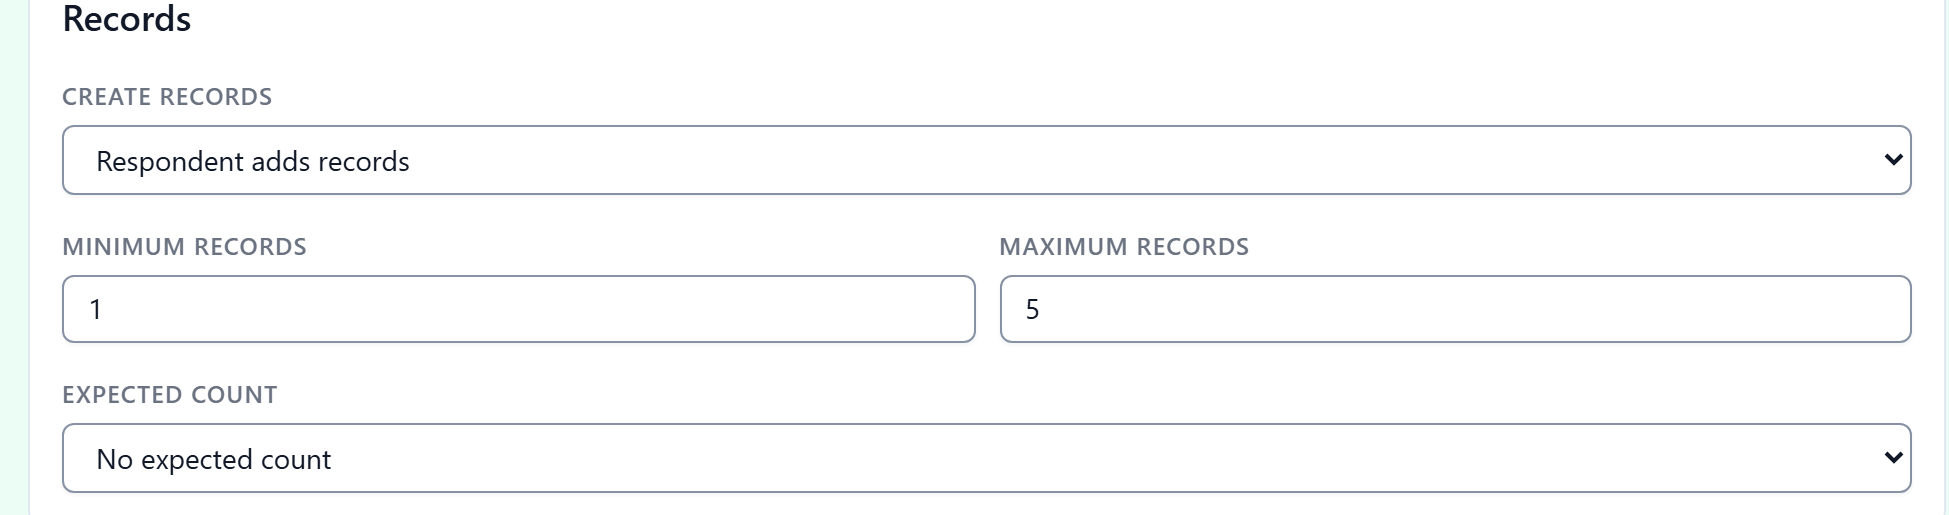 Records
CREATE RECORDS
Respondent adds records
MINIMUM RECORDS
MAXIMUM RECORDS
1
5
EXPECTED COUNT
No expected count